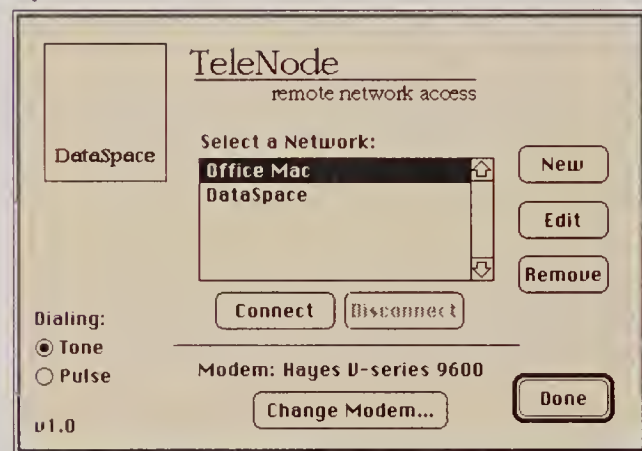 TeleNode
remote network access
DataSpace
Select a Network:
Office Mac
DataSpace
New
Edit
Remove
Connect
Disconnect
Dialing:
Tone
Pulse
Modem: Hayes V-series 9600
Change Modem...
Done
v1.0